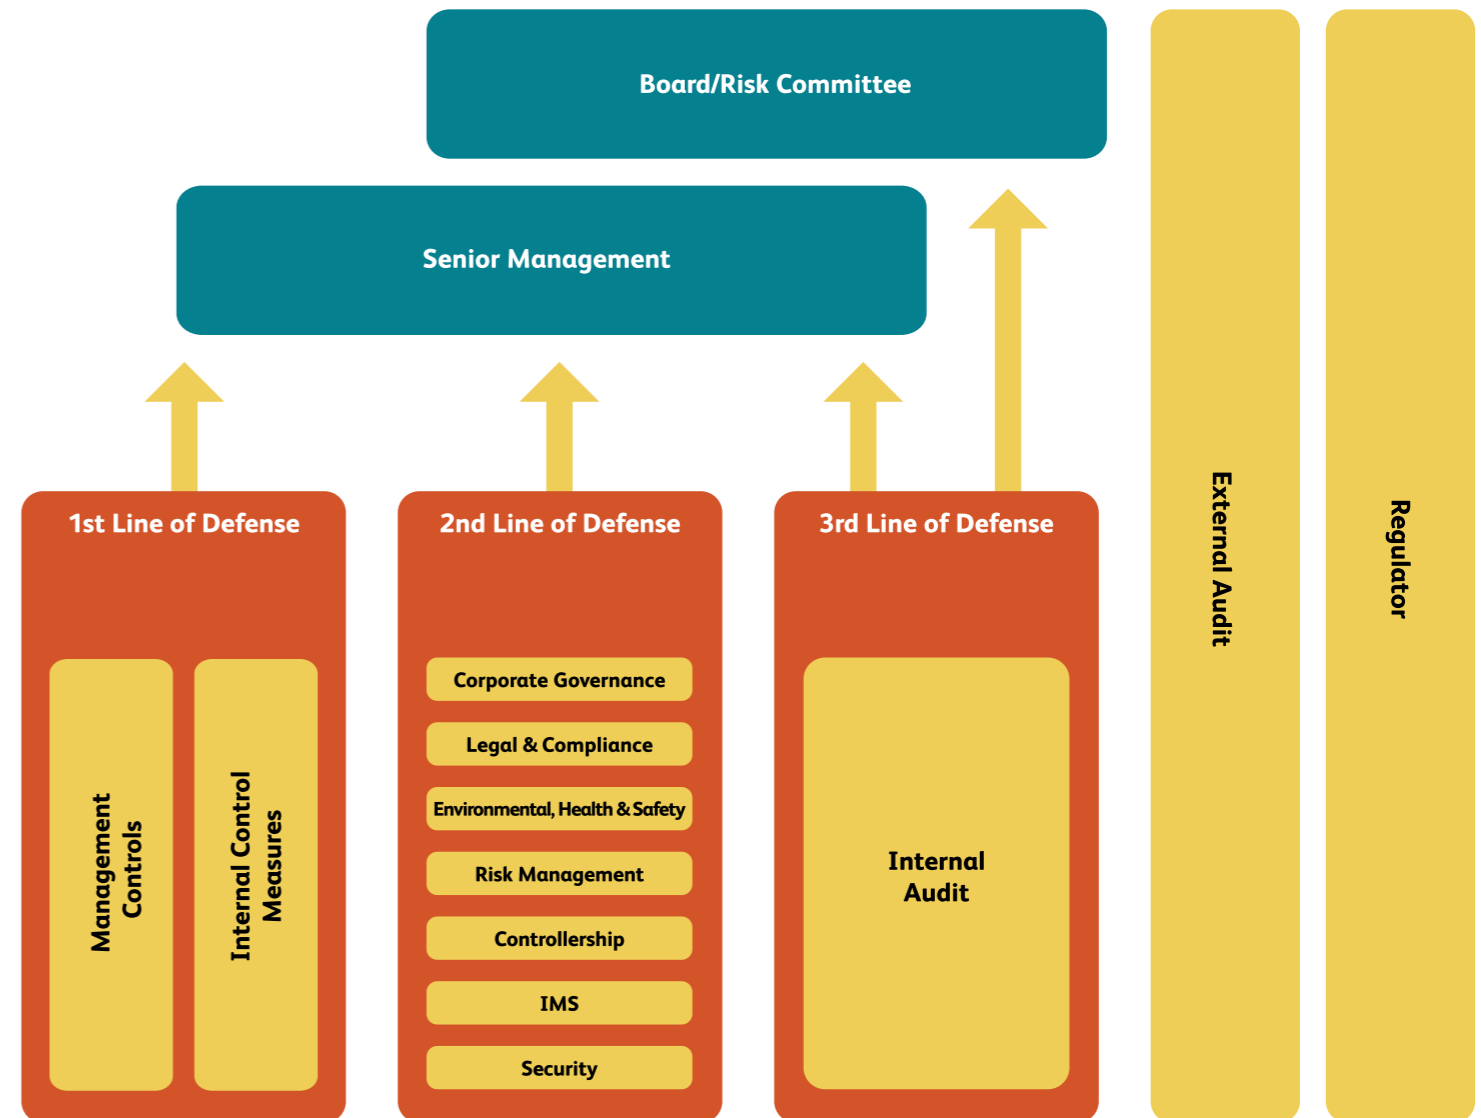 Board/Risk Committee
Senior Management
1st Line of Defense
Management
Controls
Internal Control
Measures
2nd Line of Defense
Corporate Governance
Legal & Compliance
Environmental, Health & Safety
Risk Management
Controllership
IMS
Security
3rd Line of Defense
Internal
Audit
External Audit
Regulator